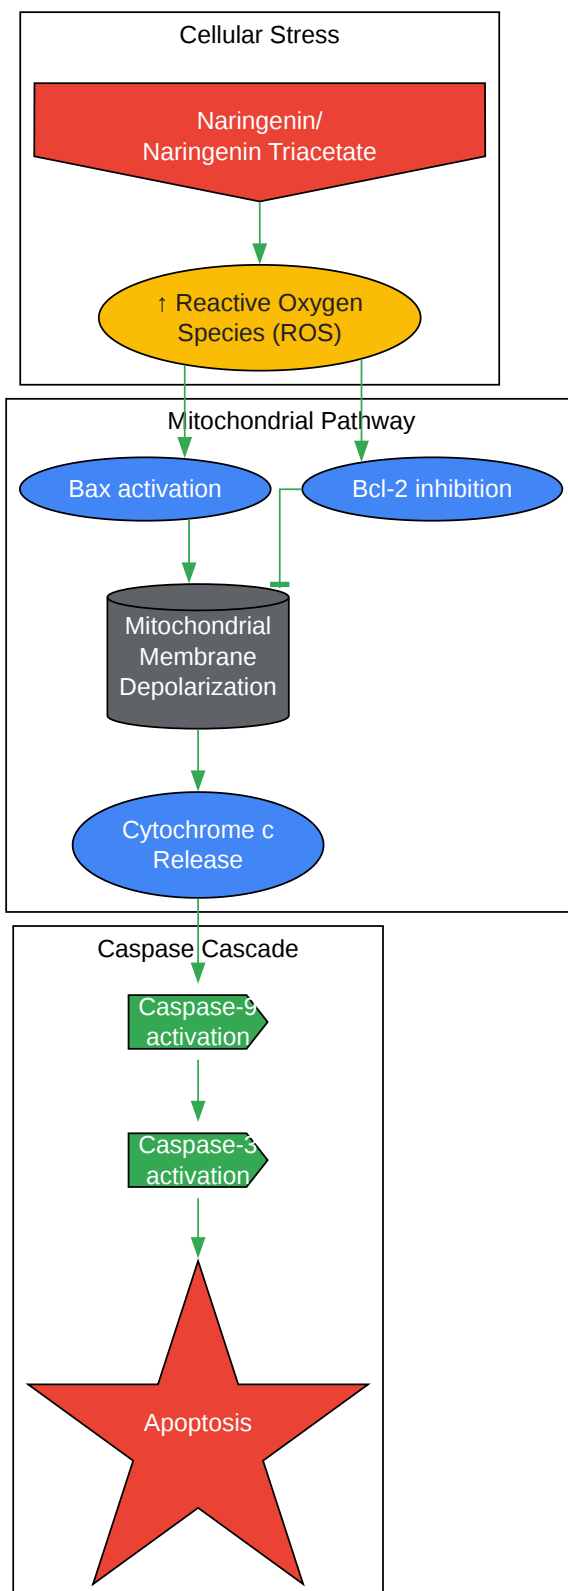 Cellular Stress
Naringenin/
Naringenin Triacetate
↑ Reactive Oxygen
Species (ROS)
Mitochondrial Pathway
Bax activation
Bcl-2 inhibition
Mitochondrial
Membrane
Depolarization
Cytochrome c
Release
Caspase Cascade
Caspase-9
activation
Caspase-3
activation
Apoptosis